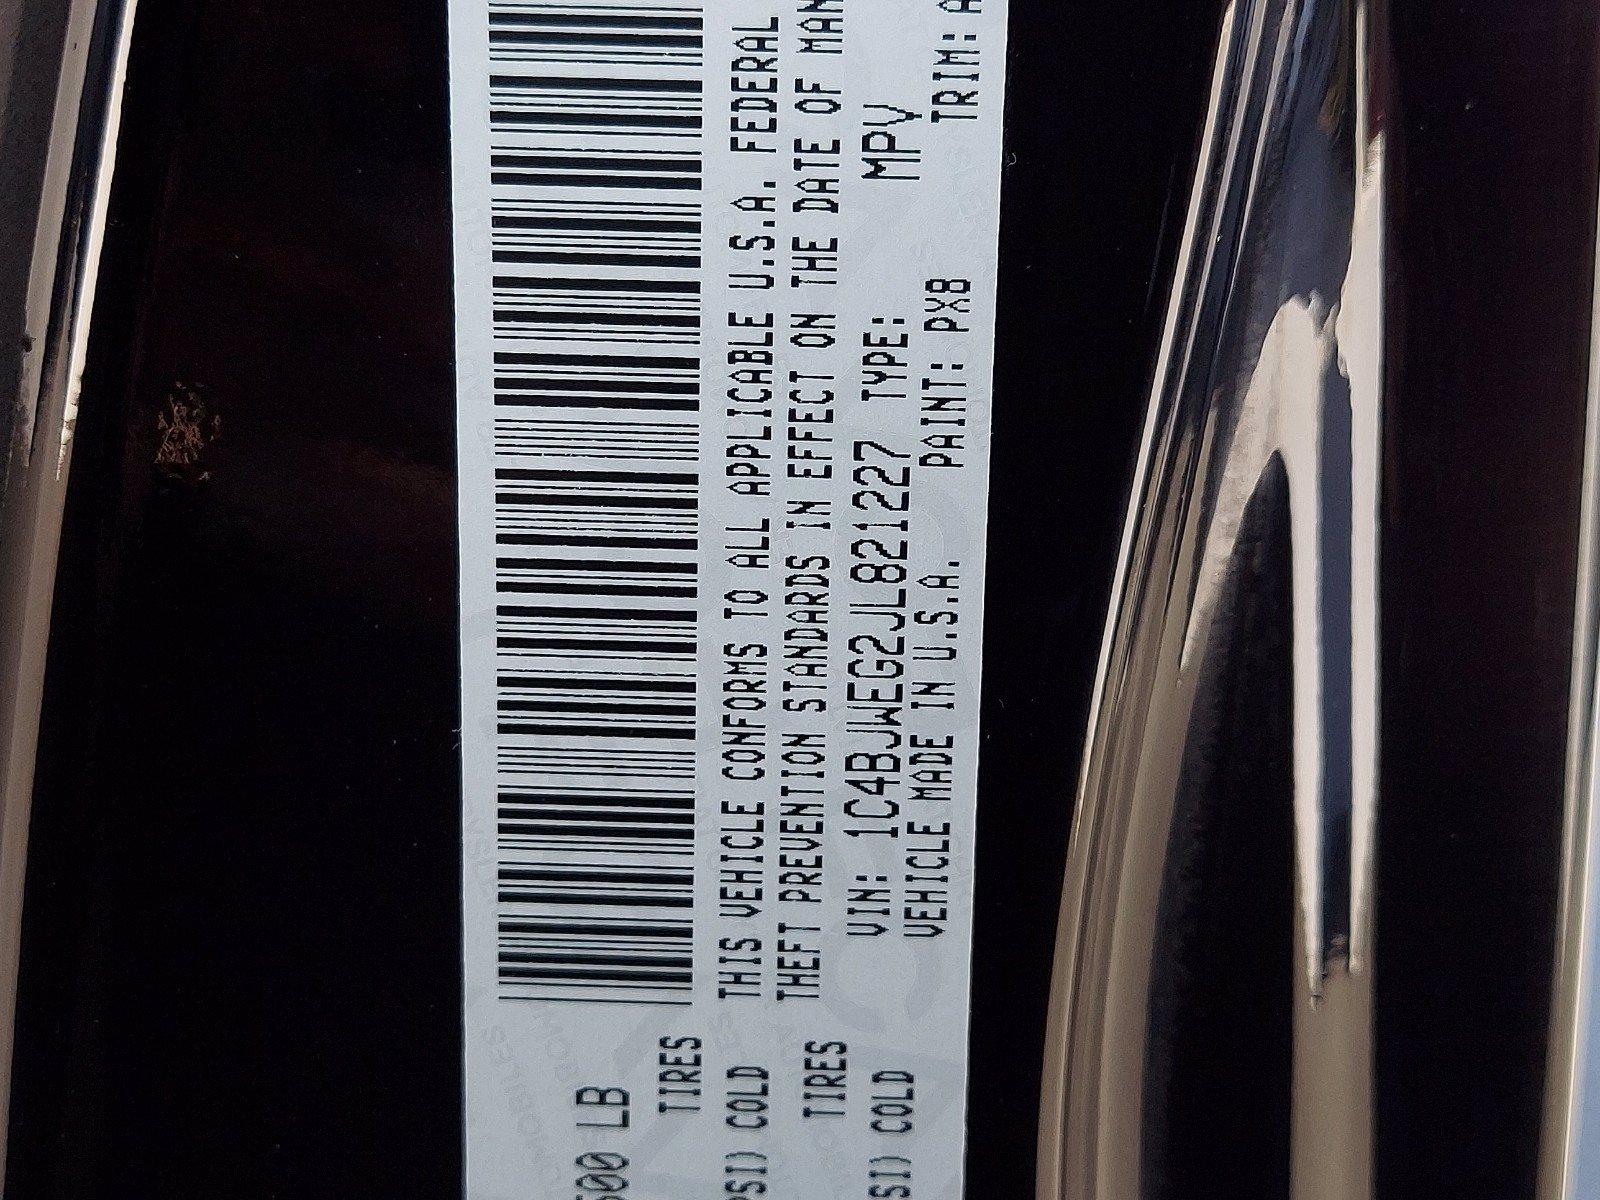 500 LB
TIRES
PSI) COLD
TIRES
SI) COLD
THIS VEHICLE CONFORMS TO ALL APPLICABLE U.S.A. FEDERAL
THEFT PREVENTION STANDARDS IN EFFECT ON THE DATE OF MAN
VIN: 1C4BJWEG2JL821227 TYPE: MPV
VEHICLE MADE IN U.S.A. PAINT: PX8 TRIM: A